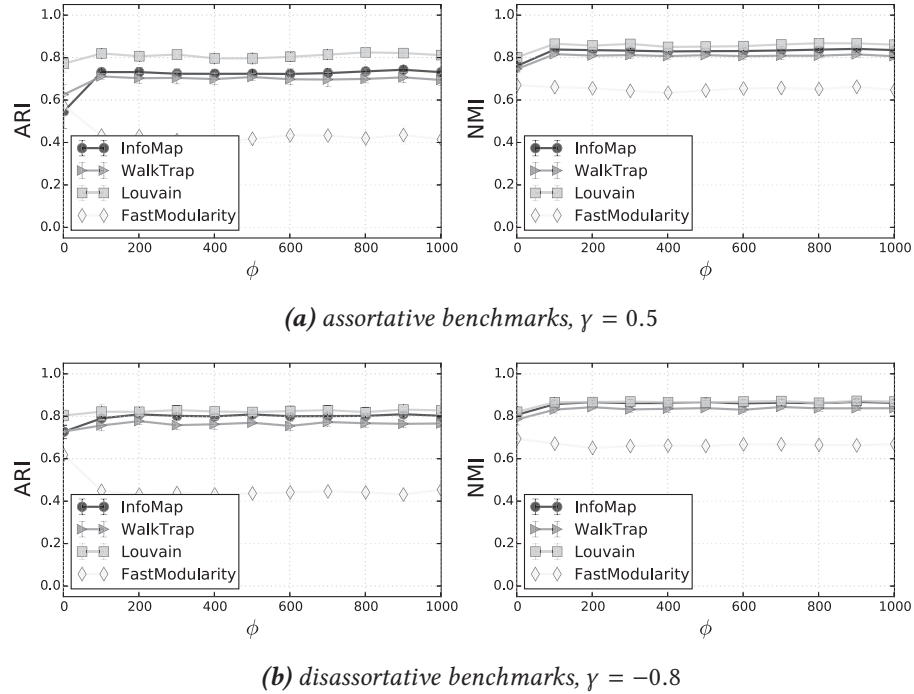 1.0
0.8
0.6
0.4
0.2
0.0
ARI
InfoMap
WalkTrap
Louvain
FastModularity
0 200 400 600 800 1000
ϕ
1.0
0.8
0.6
0.4
0.2
0.0
NMI
InfoMap
WalkTrap
Louvain
FastModularity
0 200 400 600 800 1000
ϕ
(a) assortative benchmarks, γ = 0.5
1.0
0.8
0.6
0.4
0.2
0.0
ARI
InfoMap
WalkTrap
Louvain
FastModularity
0 200 400 600 800 1000
ϕ
1.0
0.8
0.6
0.4
0.2
0.0
NMI
InfoMap
WalkTrap
Louvain
FastModularity
0 200 400 600 800 1000
ϕ
(b) disassortative benchmarks, γ = −0.8